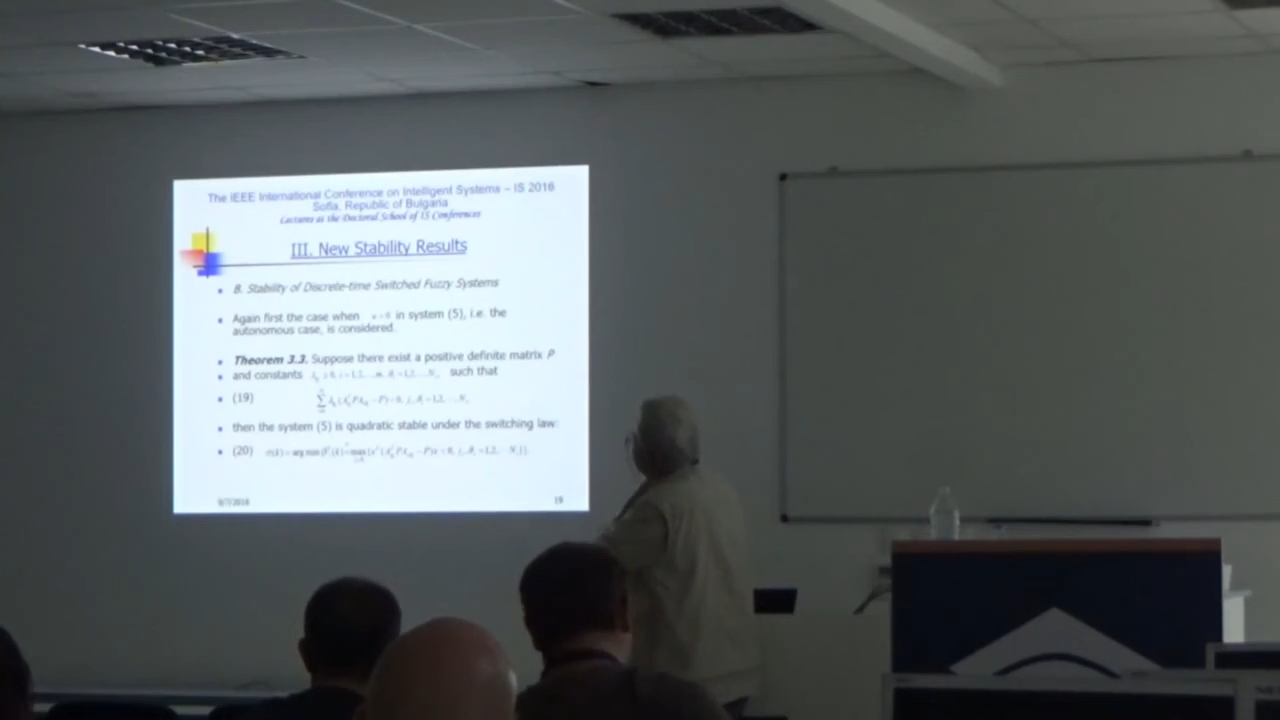 The IEEE International Conference on Intelligent Systems – IS 2016
Sofia, Republic of Bulgaria
Lectures at the Doctoral School of IS Conferences
III. New Stability Results
B. Stability of Discrete-time Switched Fuzzy Systems
Again first the case when in system (5), i.e. the
autonomous case, is considered.
Theorem 3.3. Suppose there exist a positive definite matrix P
and constants such that
(19)
then the system (5) is quadratic stable under the switching law:
(20)
9/7/2016
19